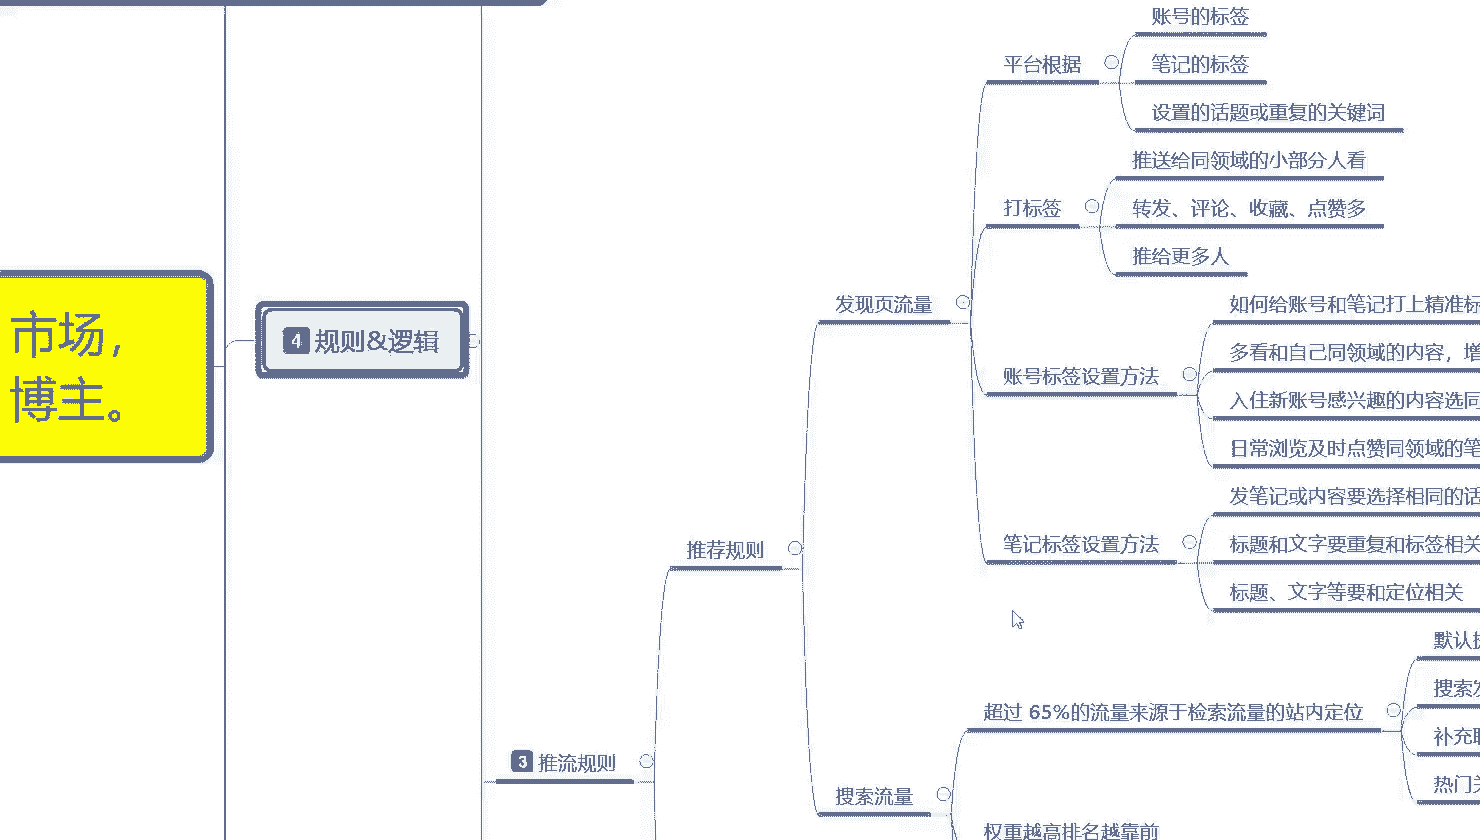 市场，
博主。
4 规则&逻辑
3 推流规则
推荐规则
发现页流量
平台根据
账号的标签
笔记的标签
设置的话题或重复的关键词
打标签
推送给同领域的小部分人看
转发、评论、收藏、点赞多
推给更多人
账号标签设置方法
如何给账号和笔记打上精准标
多看和自己同领域的内容，增
入住新账号感兴趣的内容选同
日常浏览及时点赞同领域的笔
笔记标签设置方法
发笔记或内容要选择相同的话
标题和文字要重复和标签相关
标题、文字等要和定位相关
搜索流量
超过 65%的流量来源于检索流量的站内定位
默认
搜索发
补充
热门关
权重越高排名越靠前